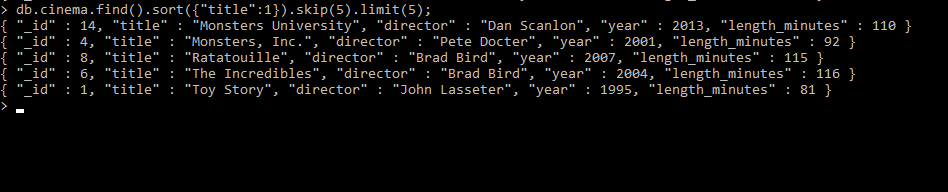 > db.cinema.find().sort({"title":1}).skip(5).limit(5);
{ "_id" : 14, "title" : "Monsters University", "director" : "Dan Scanlon", "year" : 2013, "length_minutes" : 110 }
{ "_id" : 4, "title" : "Monsters, Inc.", "director" : "Pete Docter", "year" : 2001, "length_minutes" : 92 }
{ "_id" : 8, "title" : "Ratatouille", "director" : "Brad Bird", "year" : 2007, "length_minutes" : 115 }
{ "_id" : 6, "title" : "The Incredibles", "director" : "Brad Bird", "year" : 2004, "length_minutes" : 116 }
{ "_id" : 1, "title" : "Toy Story", "director" : "John Lasseter", "year" : 1995, "length_minutes" : 81 }
> _